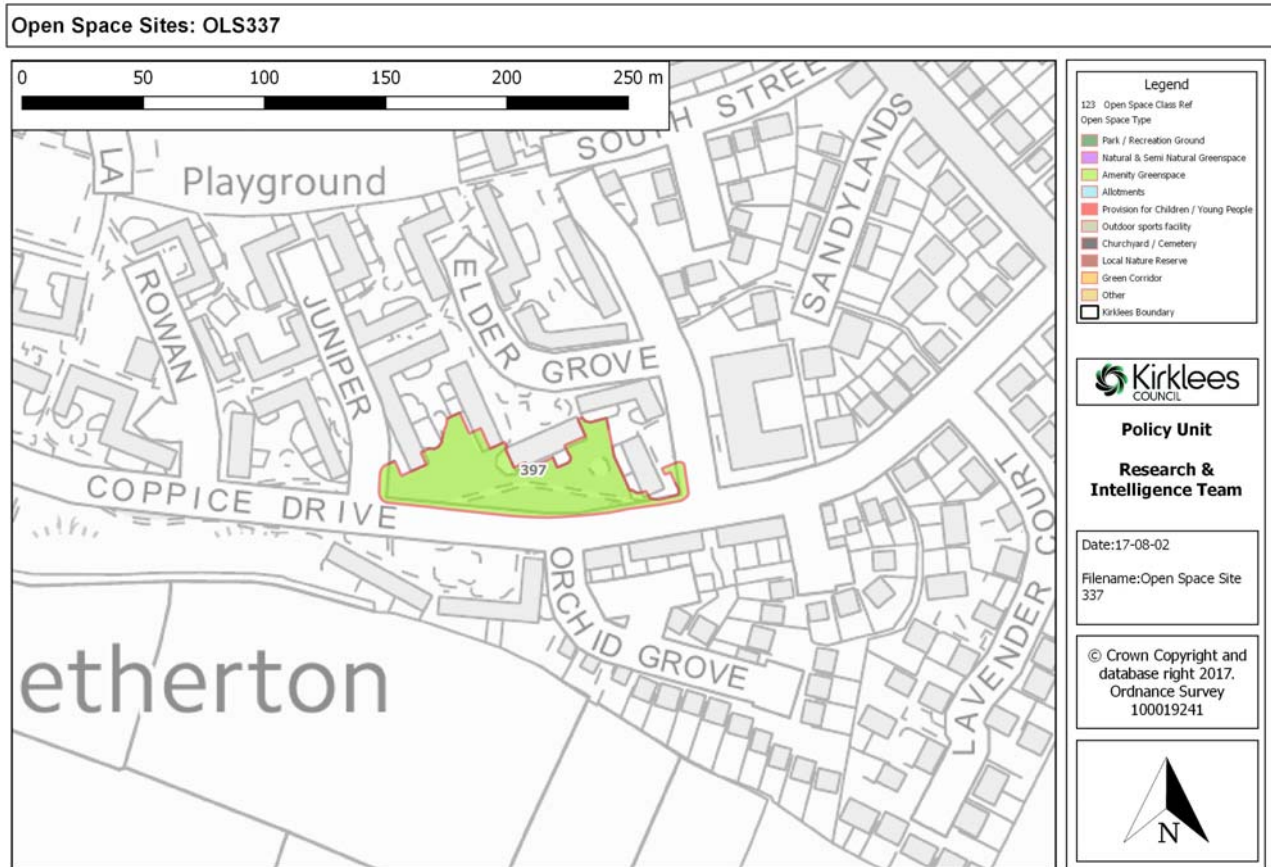 Open Space Sites: OLS337
0 50 100 150 200 250 m
SOUTH STREE
LA
Playground
SANDYLANDS
ROWAN
JUNIPER
ELDER
GROVE
397
COPPICE DRIVE
ORCHID GROVE
LAVENDER COURT
etherton
Legend
123 Open Space Class Ref
Open Space Type
Park / Recreation Ground
Natural & Semi Natural Greenspace
Amenity Greenspace
Allotments
Provision for Children / Young People
Outdoor sports facility
Churchyard / Cemetery
Local Nature Reserve
Green Corridor
Other
Kirklees Boundary
Kirklees
COUNCIL
Policy Unit
Research &
Intelligence Team
Date:17-08-02
Filename:Open Space Site
337
© Crown Copyright and
database right 2017.
Ordnance Survey
100019241
N